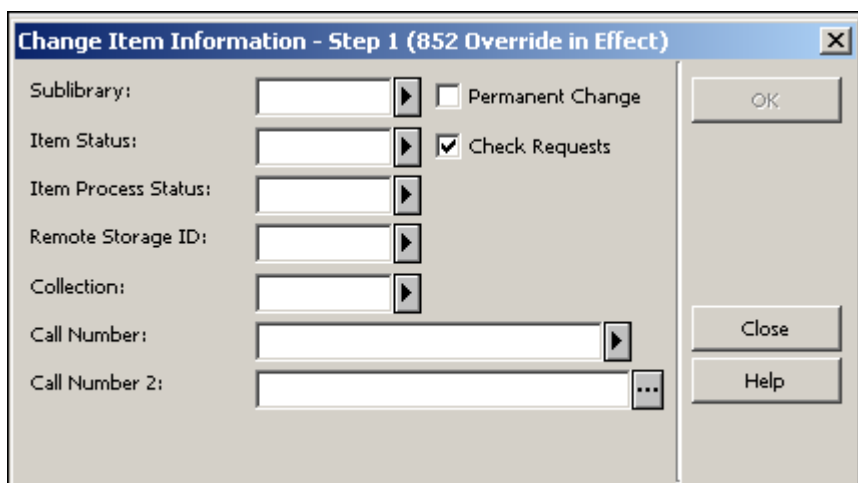 Change Item Information - Step 1 (852 Override in Effect)
Sublibrary:
Permanent Change
OK
Item Status:
Check Requests
Item Process Status:
Remote Storage ID:
Collection:
Call Number:
Close
Call Number 2:
...
Help